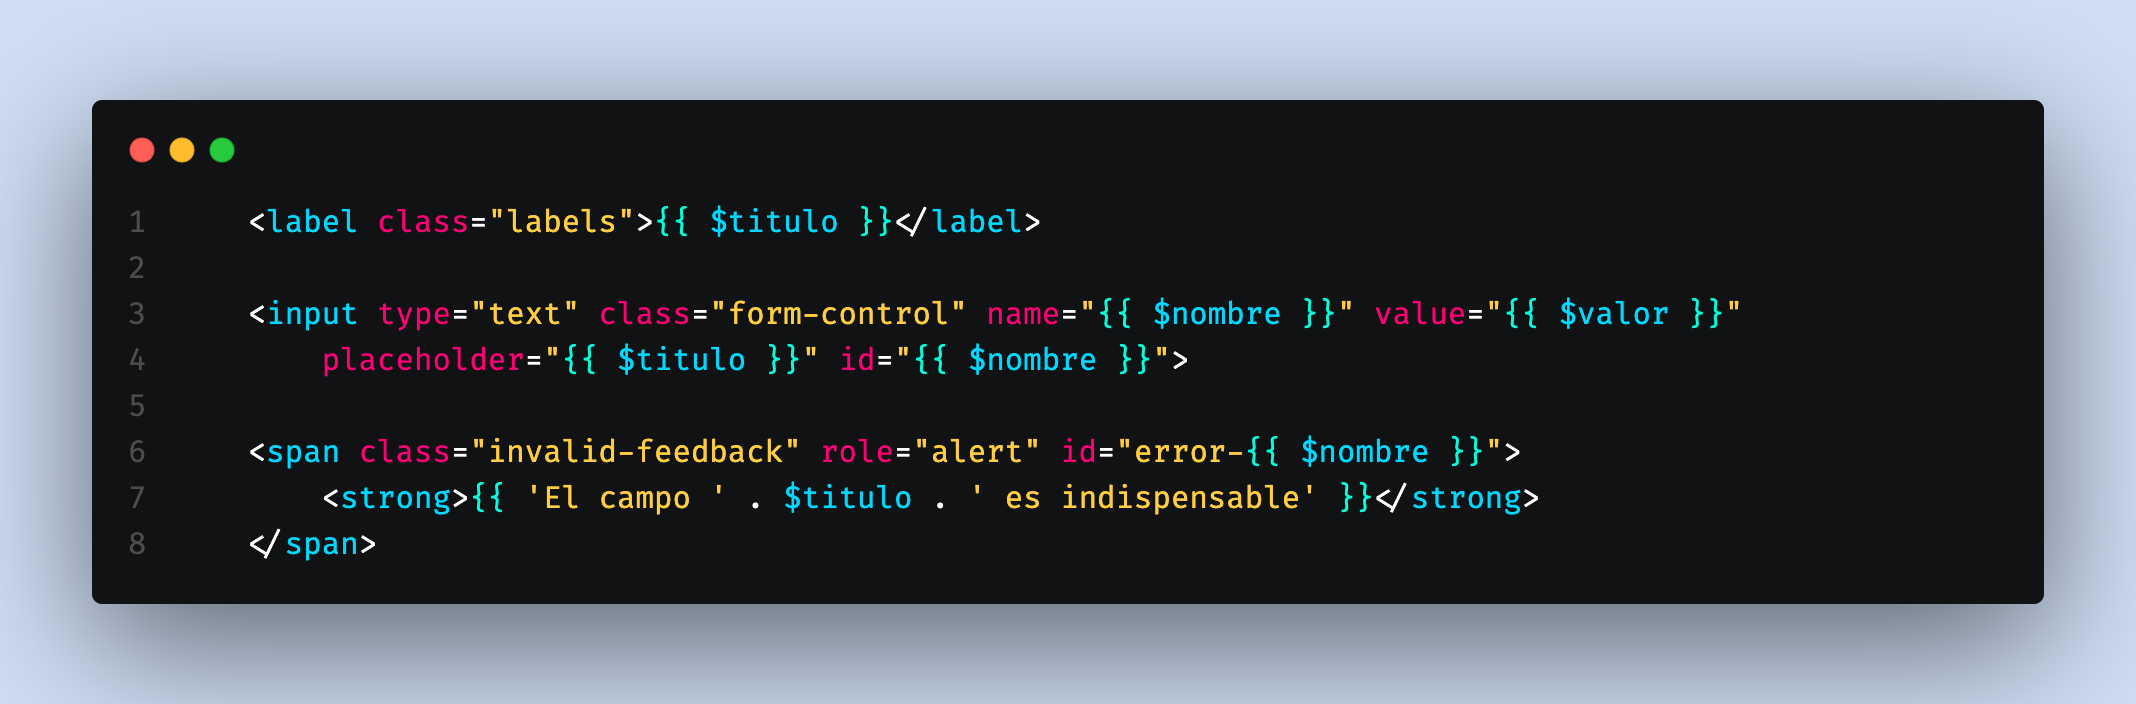 1 <label class="labels">{{ $titulo }}</label>
2
3 <input type="text" class="form-control" name="{{ $nombre }}" value="{{ $valor }}"
4 placeholder="{{ $titulo }}" id="{{ $nombre }}">
5
6 <span class="invalid-feedback" role="alert" id="error-{{ $nombre }}">
7 <strong>{{ 'El campo ' . $titulo . ' es indispensable' }}</strong>
8 </span>